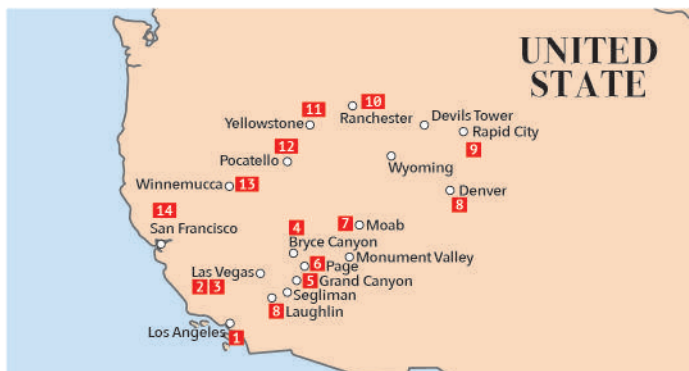 UNITED
STATE
11
10
Yellowstone
Ranchester
Devils Tower
Rapid City
9
12
Pocatello
Wyoming
Winnemucca 13
Denver
8
14
San Francisco
7 Moab
4
Bryce Canyon
Monument Valley
6 Page
Las Vegas
2 3
5 Grand Canyon
Segliman
8 Laughlin
Los Angeles
1